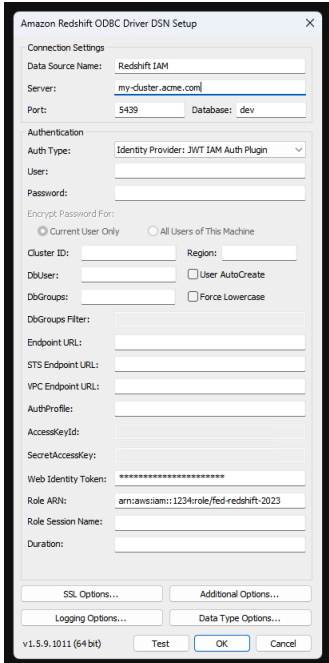 Amazon Redshift ODBC Driver DSN Setup
Connection Settings
Data Source Name: Redshift IAM
Server: my-cluster.acme.com
Port: 5439 Database: dev
Authentication
Auth Type: Identity Provider: JWT IAM Auth Plugin
User:
Password:
Encrypt Password For:
Current User Only All Users of This Machine
Cluster ID: Region:
DbUser: User AutoCreate
DbGroups: Force Lowercase
DbGroups Filter:
Endpoint URL:
STS Endpoint URL:
VPC Endpoint URL:
AuthProfile:
AccessKeyId:
SecretAccessKey:
Web Identity Token: **********************
Role ARN: arn:aws:iam::1234:role/fed-redshift-2023
Role Session Name:
Duration:
SSL Options... Additional Options...
Logging Options... Data Type Options...
v1.5.9.1011 (64 bit) Test OK Cancel